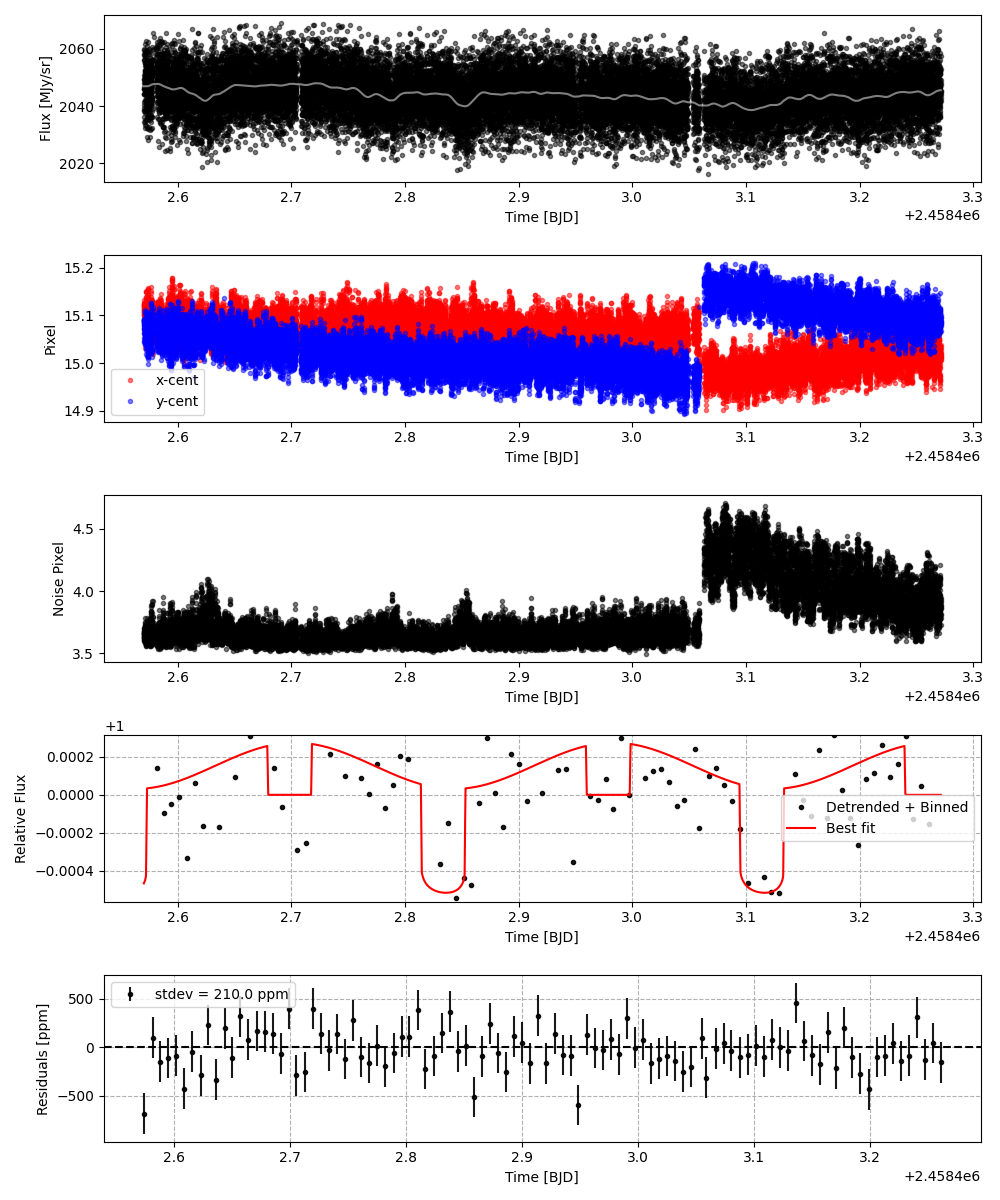 2060
2040
2020
Flux [MJy/sr]
2.6 2.7 2.8 2.9 3.0 3.1 3.2 3.3
Time [BJD]
+2.4584e6
15.2
15.1
15.0
14.9
Pixel
x-cent
y-cent
2.6 2.7 2.8 2.9 3.0 3.1 3.2 3.3
Time [BJD]
+2.4584e6
4.5
4.0
3.5
Noise Pixel
2.6 2.7 2.8 2.9 3.0 3.1 3.2 3.3
Time [BJD]
+2.4584e6
+1
0.0002
0.0000
−0.0002
−0.0004
Relative Flux
Detrended + Binned
Best fit
2.6 2.7 2.8 2.9 3.0 3.1 3.2 3.3
Time [BJD]
+2.4584e6
500
0
−500
Residuals [ppm]
stdev = 210.0 ppm
2.6 2.7 2.8 2.9 3.0 3.1 3.2
Time [BJD]
+2.4584e6